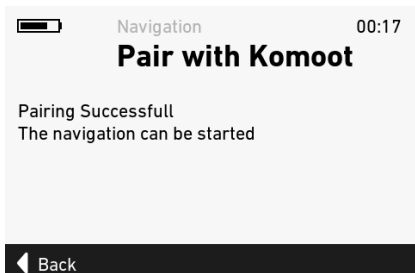 Navigation
00:17
Pair with Komoot
Pairing Successfull
The navigation can be started
Back